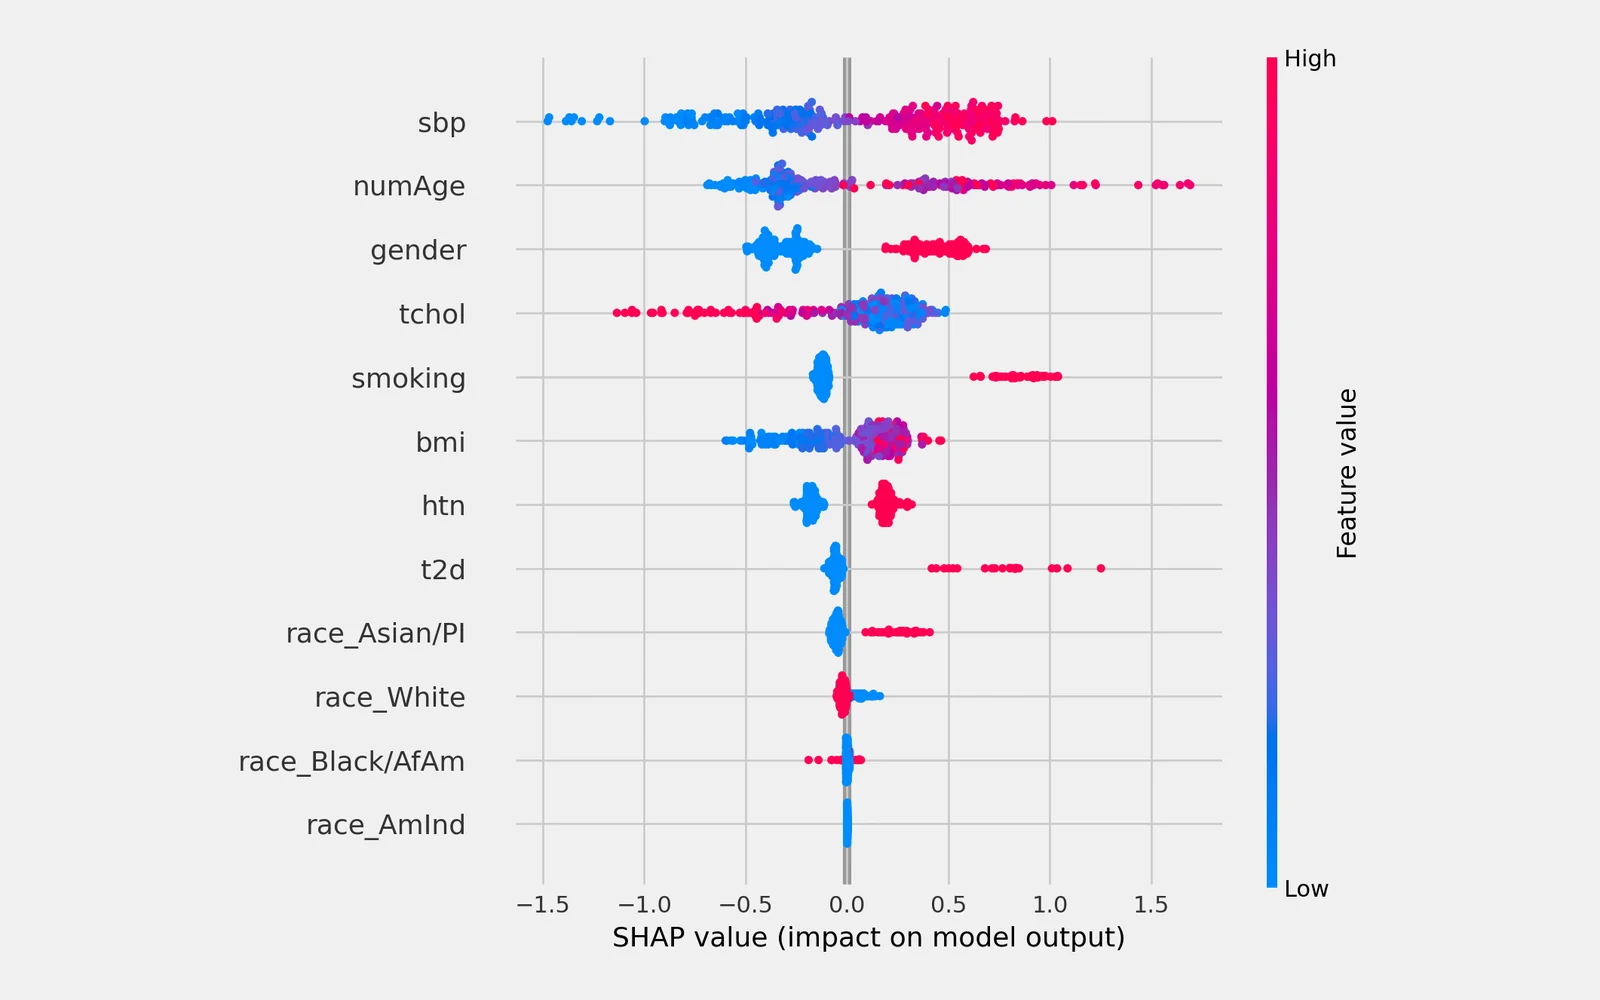 High
sbp
numAge
gender
tchol
smoking
bmi
htn
t2d
race_Asian/PI
race_White
race_Black/AfAm
race_AmInd
Feature value
Low
−1.5 −1.0 −0.5 0.0 0.5 1.0 1.5
SHAP value (impact on model output)